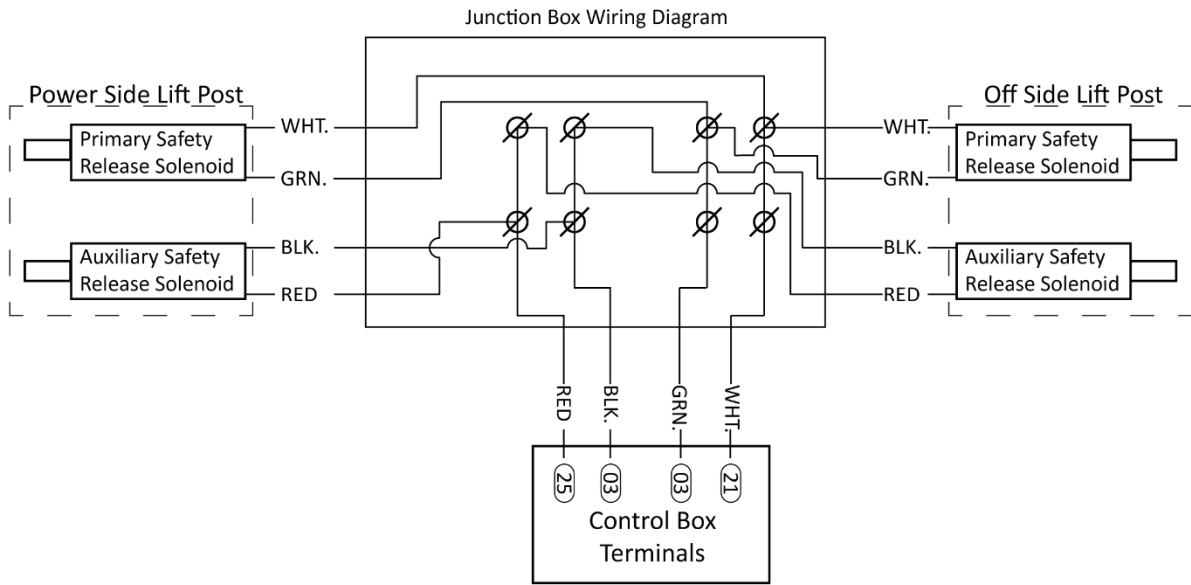 Junction Box Wiring Diagram
Power Side Lift Post
Off Side Lift Post
Primary Safety
Release Solenoid
WHT.
GRN.
WHT.
GRN.
Primary Safety
Release Solenoid
Auxiliary Safety
Release Solenoid
BLK.
RED
BLK.
RED
Auxiliary Safety
Release Solenoid
RED
BLK.
GRN.
WHT.
25
03
03
21
Control Box
Terminals